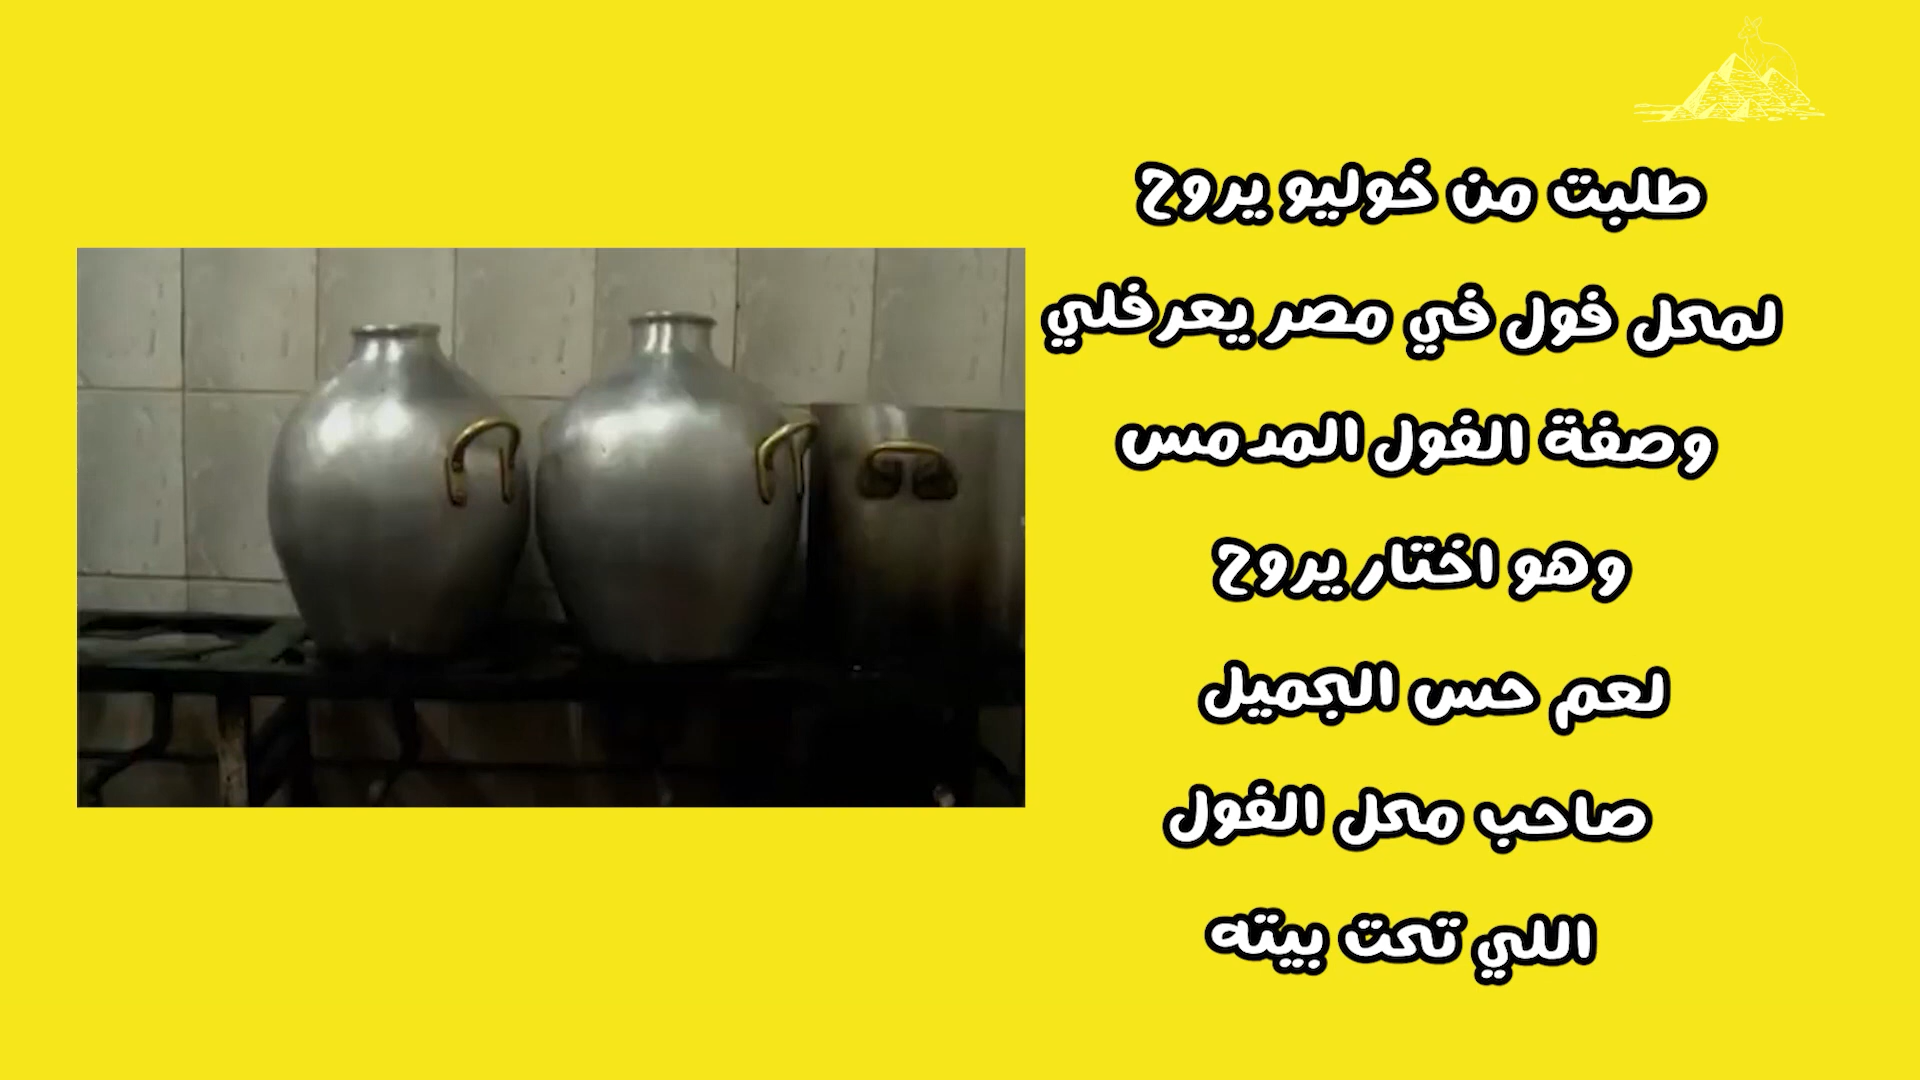 طلبت من خوليو يروح
لمحل فول في مصر يعرفلي
وصفة الفول المدمس
وهو اختار يروح
لعم حسن الجميل
صاحب محل الفول
اللي تحت بيته